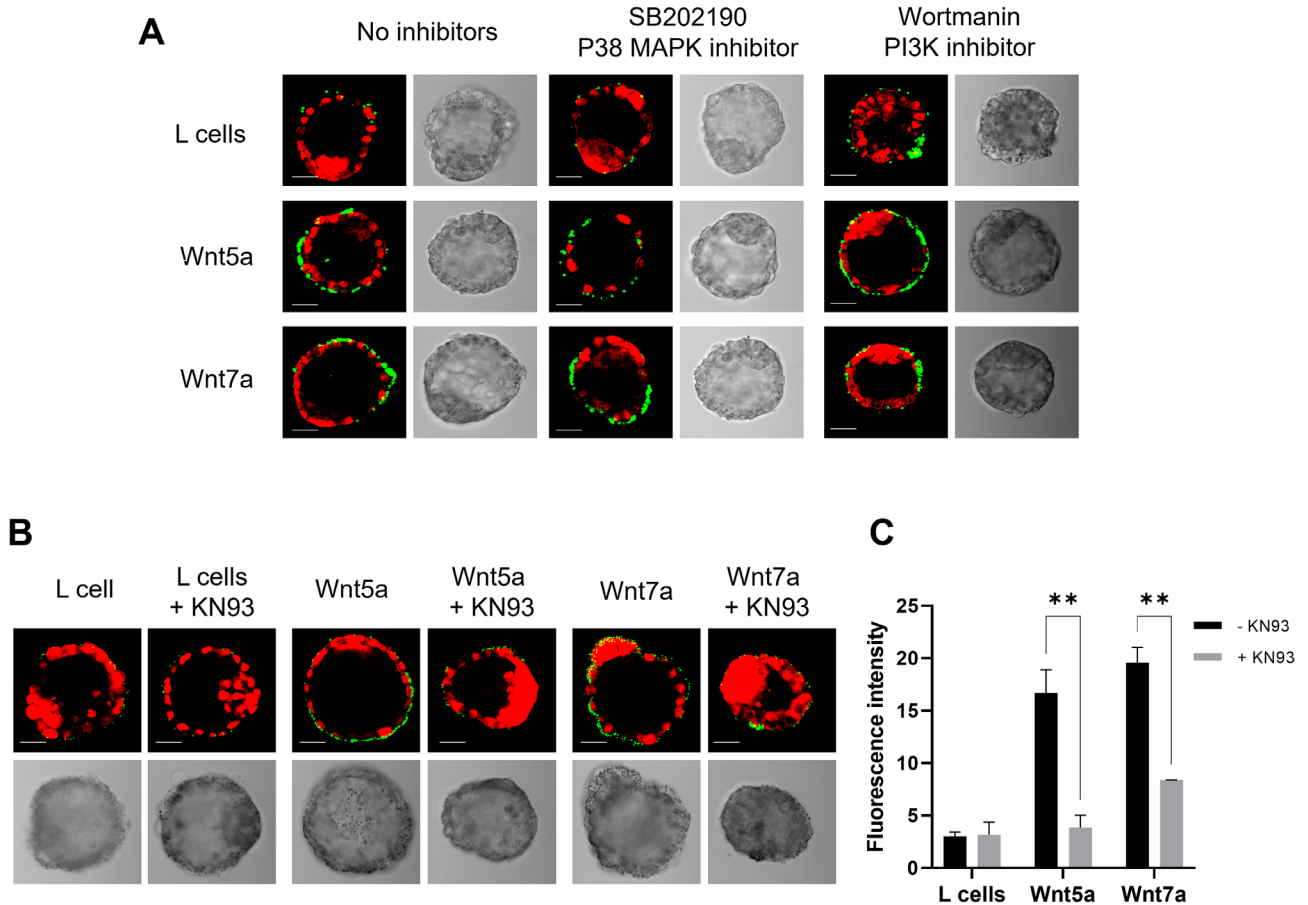 A
No inhibitors
SB202190
P38 MAPK inhibitor
Wortmanin
PI3K inhibitor
L cells
Wnt5a
Wnt7a
B
L cell
L cells
+ KN93
Wnt5a
Wnt5a
+ KN93
Wnt7a
Wnt7a
+ KN93
C
Fluorescence intensity
25
20
15
10
5
0
**
**
- KN93
+ KN93
L cells
Wnt5a
Wnt7a